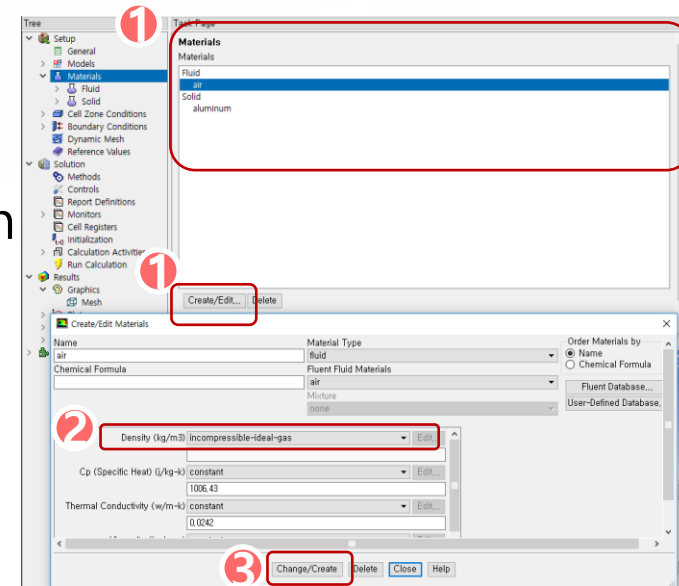 Tree
Setup
General
Models
Materials
Fluid
Solid
Cell Zone Conditions
Boundary Conditions
Dynamic Mesh
Reference Values
Solution
Methods
Controls
Report Definitions
Monitors
Cell Registers
Initialization
Calculation Activities
Run Calculation
Results
Graphics
Mesh
n
1
Task Page
Materials
Materials
Fluid
air
Solid
aluminum
1
Create/Edit...
Delete
Create/Edit Materials
Name
air
Chemical Formula
Material Type
fluid
Fluent Fluid Materials
air
Mixture
none
Order Materials by
Name
Chemical Formula
Fluent Database...
User-Defined Database.
2
Density (kg/m3) incompressible-ideal-gas Edit...
Cp (Specific Heat) (j/kg-k) constant Edit...
1006.43
Thermal Conductivity (w/m-k) constant Edit...
0.0242
3
Change/Create Delete Close Help